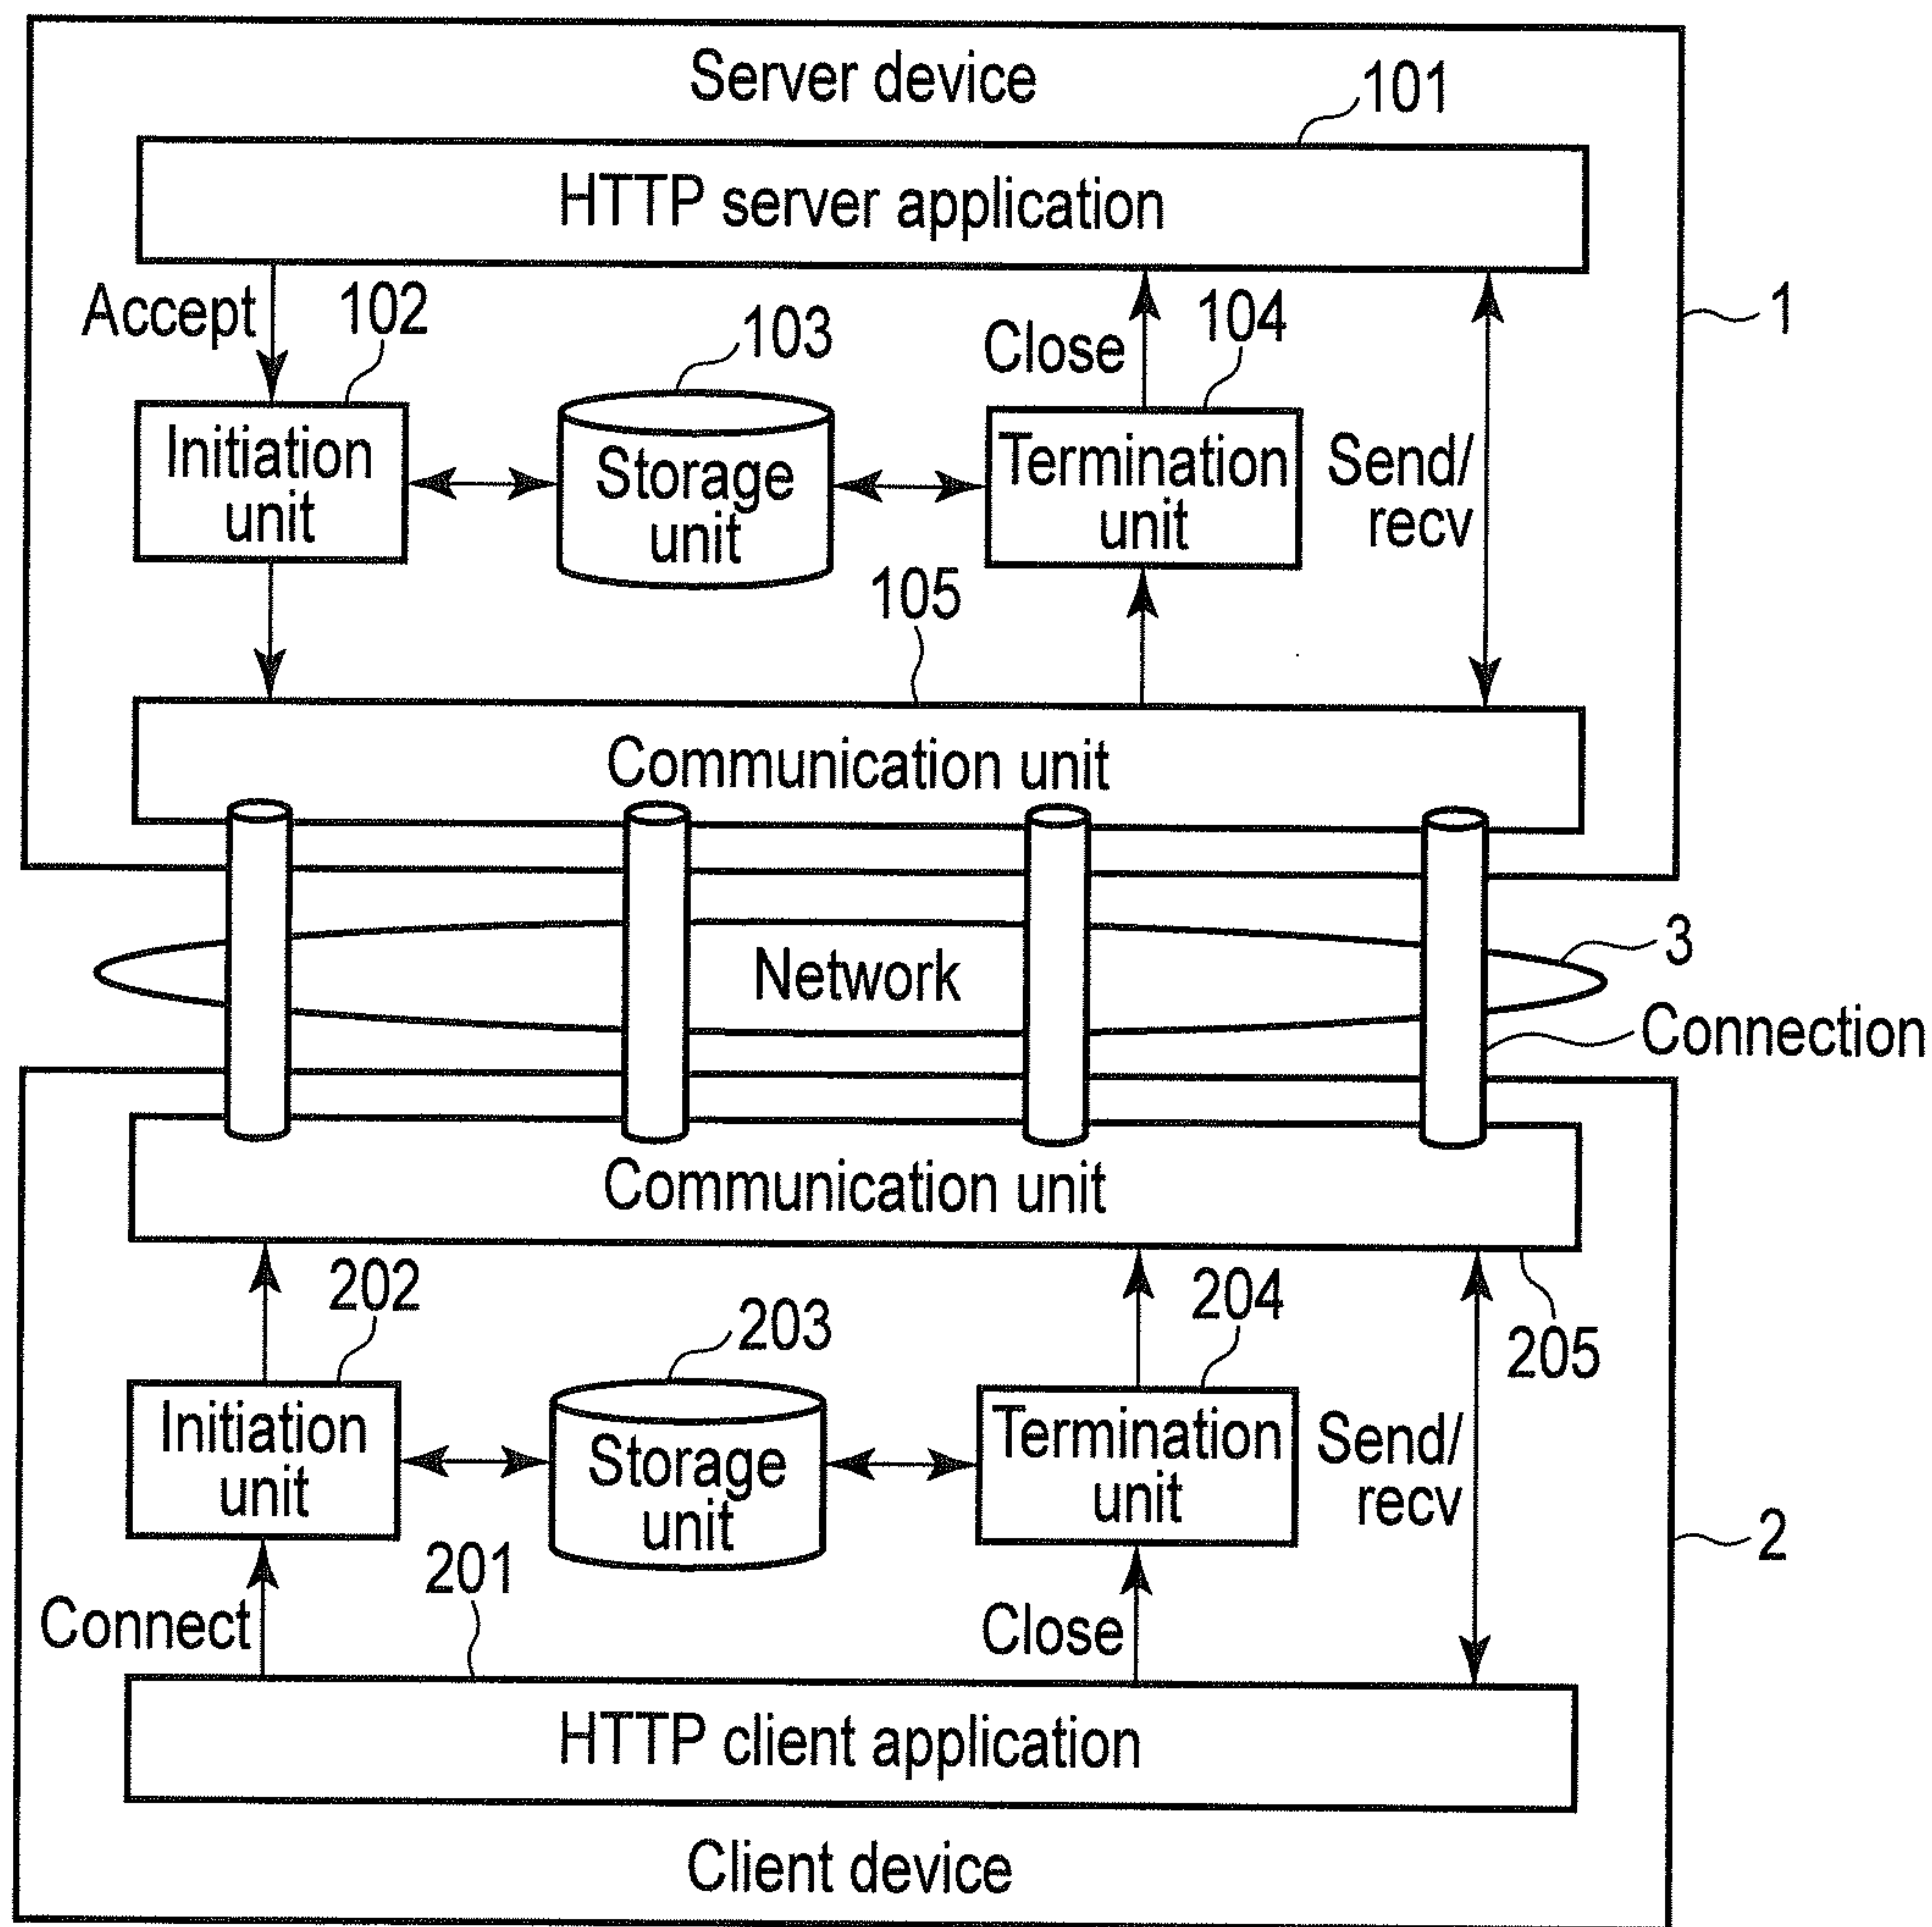 Server device
101
HTTP server application
Accept
102
103
Close
104
1
Initiation
unit
Storage
unit
Termination
unit
Send/
recv
105
Communication unit
3
Network
Connection
Communication unit
202
203
204
205
Initiation
unit
Storage
unit
Termination
unit
Send/
recv
2
201
Connect
Close
HTTP client application
Client device